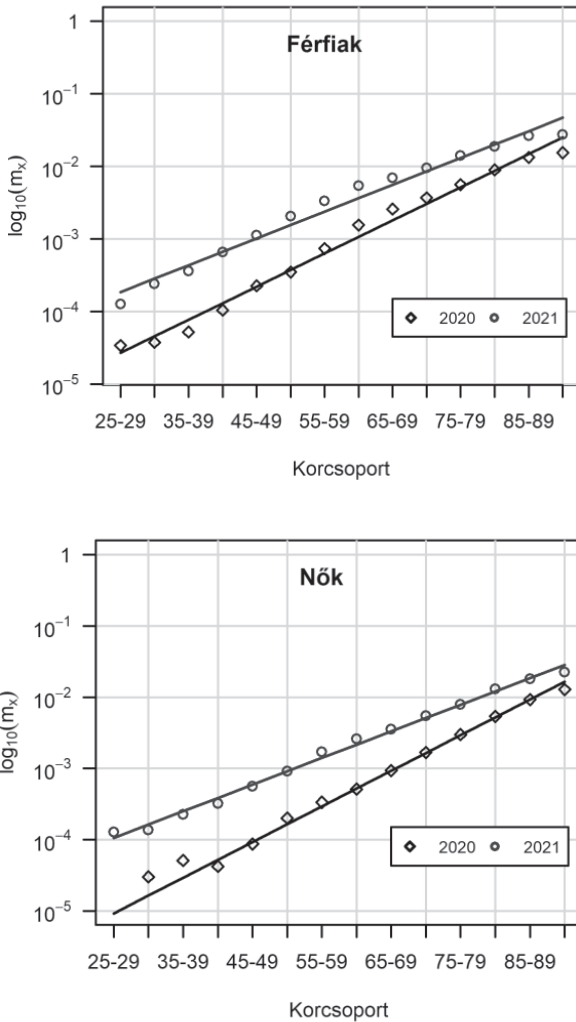 Férfiak
log₁₀(mₓ)
1
10⁻¹
10⁻²
10⁻³
10⁻⁴
10⁻⁵
2020 2021
25-29 35-39 45-49 55-59 65-69 75-79 85-89
Korcsoport
Nők
log₁₀(mₓ)
1
10⁻¹
10⁻²
10⁻³
10⁻⁴
10⁻⁵
2020 2021
25-29 35-39 45-49 55-59 65-69 75-79 85-89
Korcsoport